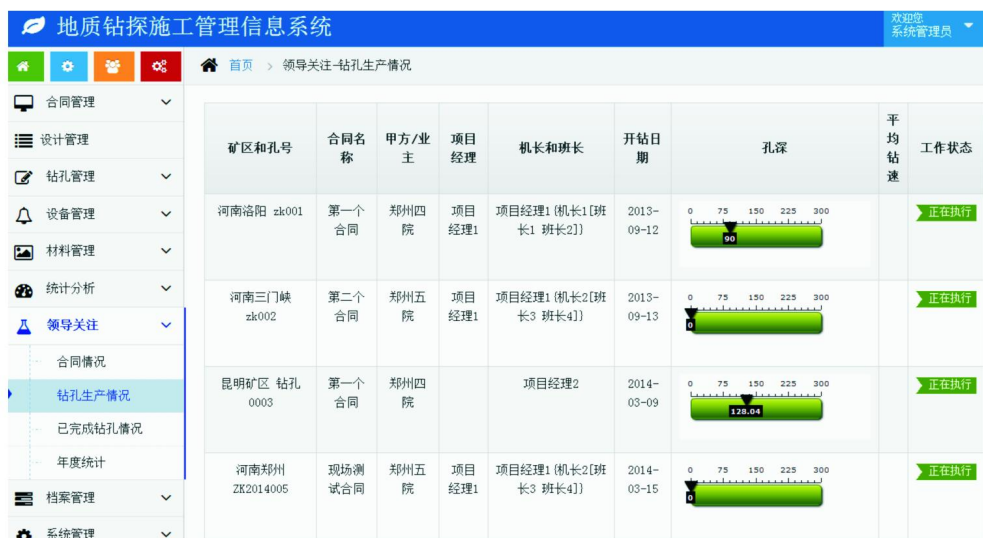 地质钻探施工管理信息系统
欢迎您
系统管理员
首页 > 领导关注-钻孔生产情况
合同管理
设计管理
钻孔管理
设备管理
材料管理
统计分析
领导关注
合同情况
钻孔生产情况
已完成钻孔情况
年度统计
档案管理
系统管理
矿区和孔号 合同名称 甲方/业主 项目经理 机长和班长 开钻日期 孔深 平均钻速 工作状态
河南洛阳 zk001 第一个 郑州四 项目 项目经理1{机长1[班 2013- 0 75 150 225 300 正在执行
合同 院 经理1 长1 班长2]} 09-12 90
河南三门峡 第二个 郑州五 项目 项目经理1{机长2[班 2013- 0 75 150 225 300 正在执行
zk002 合同 院 经理1 长3 班长4]} 09-13 0
昆明矿区 钻孔 第一个 郑州四 项目经理2 2014- 0 75 150 225 300 正在执行
0003 合同 院 03-09 128.04
河南郑州 现场测 郑州五 项目 项目经理1{机长2[班 2014- 0 75 150 225 300 正在执行
ZK2014005 试合同 院 经理1 长3 班长4]} 03-15 0